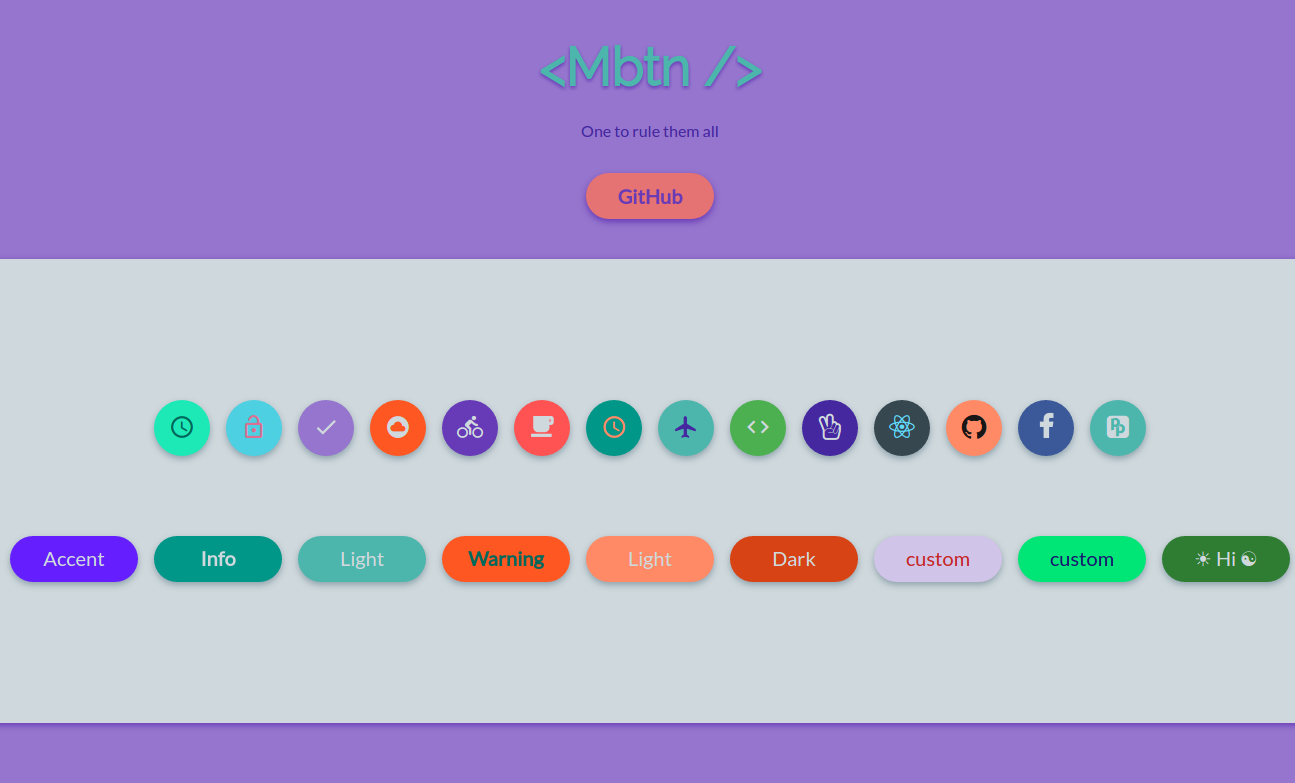 <Mbtn />
One to rule them all
GitHub
Accent Info Light Warning Light Dark custom custom ☀ Hi ☯